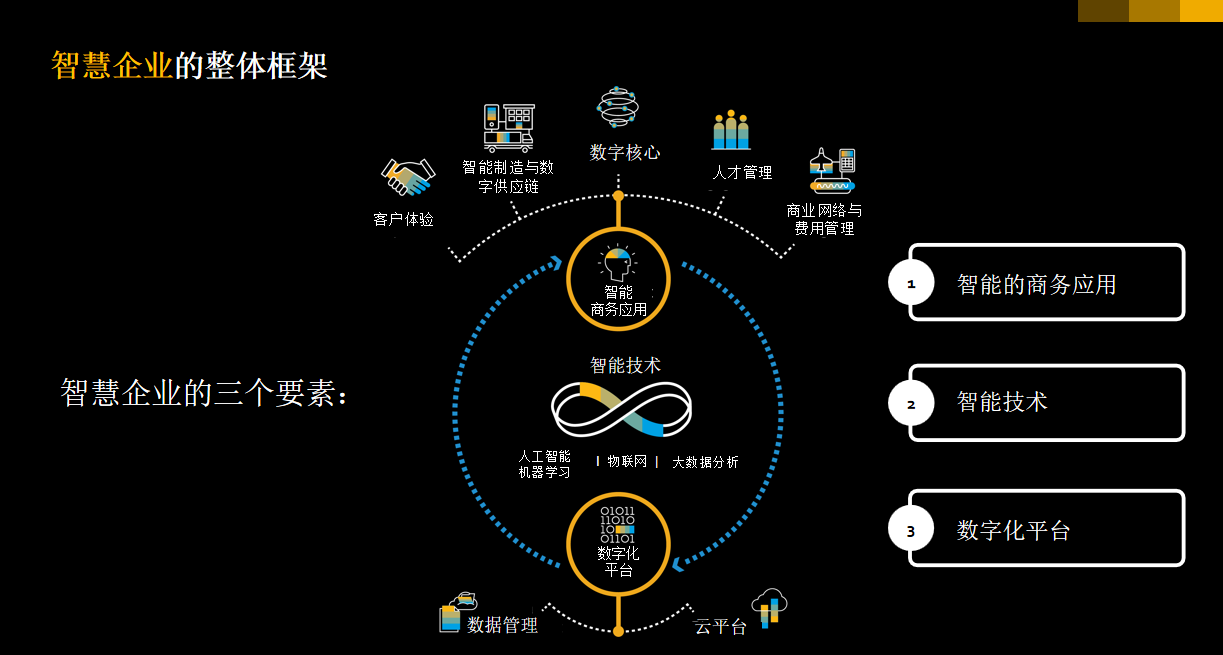 智慧企业的整体框架
数字核心
智能制造与数
字供应链
人才管理
客户体验
商业网络与
费用管理
智能
商务应用
智能技术
人工智能
机器学习
| 物联网 |
大数据分析
01011
11010
10
01101
数字化
平台
数据管理
云平台
智慧企业的三个要素：
1 智能的商务应用
2 智能技术
3 数字化平台